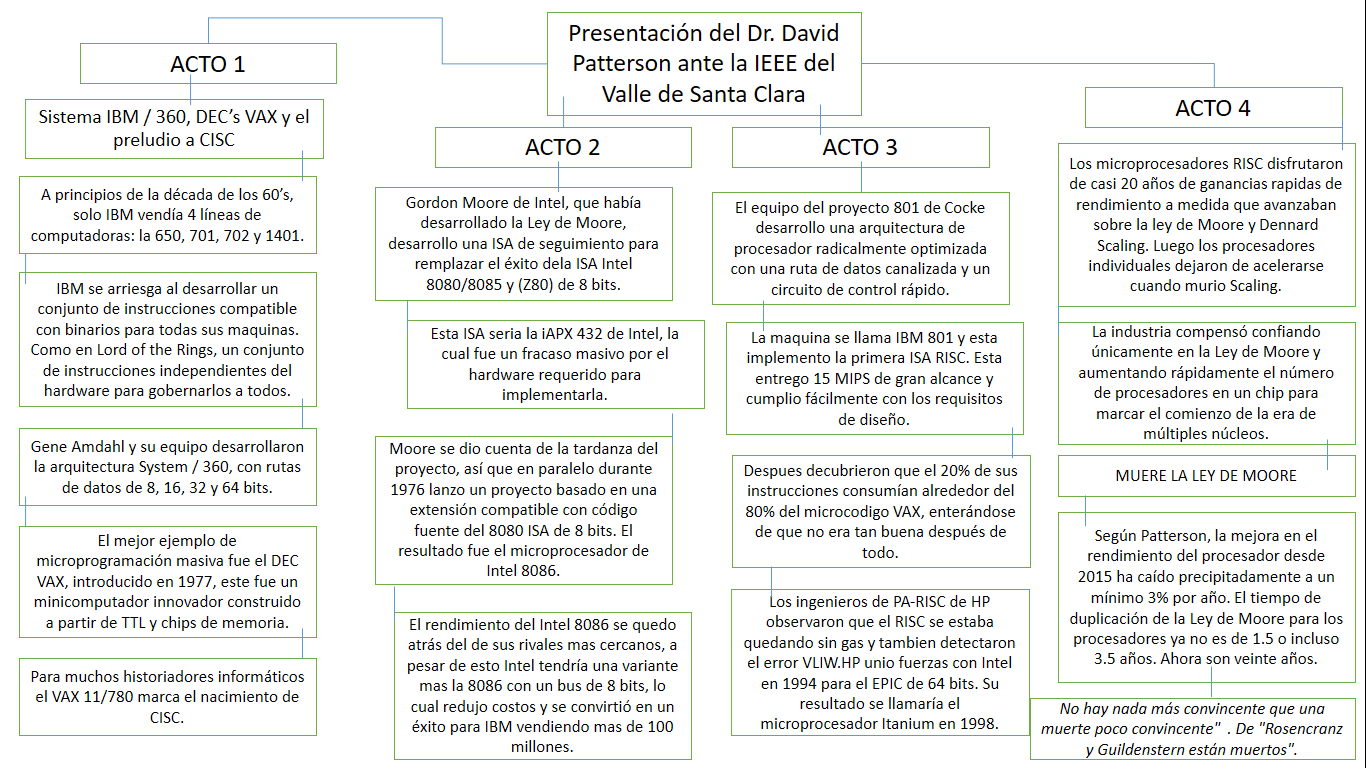 Presentación del Dr. David
Patterson ante la IEEE del
Valle de Santa Clara
ACTO 1
Sistema IBM / 360, DEC's VAX y el
preludio a CISC
A principios de la década de los 60's,
solo IBM vendía 4 líneas de
computadoras: la 650, 701, 702 y 1401.
IBM se arriesga al desarrollar un
conjunto de instrucciones compatible
con binarios para todas sus maquinas.
Como en Lord of the Rings, un conjunto
de instrucciones independientes del
hardware para gobernarlos a todos.
Gene Amdahl y su equipo desarrollaron
la arquitectura System / 360, con rutas
de datos de 8, 16, 32 y 64 bits.
El mejor ejemplo de
microprogramación masiva fue el DEC
VAX, introducido en 1977, este fue un
minicomputador innovador construido
a partir de TTL y chips de memoria.
Para muchos historiadores informáticos
el VAX 11/780 marca el nacimiento de
CISC.
ACTO 2
Gordon Moore de Intel, que había
desarrollado la Ley de Moore,
desarrollo una ISA de seguimiento para
remplazar el éxito dela ISA Intel
8080/8085 y (Z80) de 8 bits.
Esta ISA seria la iAPX 432 de Intel, la
cual fue un fracaso masivo por el
hardware requerido para
implementarla.
Moore se dio cuenta de la tardanza del
proyecto, así que en paralelo durante
1976 lanzo un proyecto basado en una
extensión compatible con código
fuente del 8080 ISA de 8 bits. El
resultado fue el microprocesador de
Intel 8086.
El rendimiento del Intel 8086 se quedo
atrás del de sus rivales mas cercanos, a
pesar de esto Intel tendría una variante
mas la 8086 con un bus de 8 bits, lo
cual redujo costos y se convirtió en un
éxito para IBM vendiendo mas de 100
millones.
ACTO 3
El equipo del proyecto 801 de Cocke
desarrollo una arquitectura de
procesador radicalmente optimizada
con una ruta de datos canalizada y un
circuito de control rápido.
La maquina se llama IBM 801 y esta
implemento la primera ISA RISC. Esta
entrego 15 MIPS de gran alcance y
cumplio fácilmente con los requisitos
de diseño.
Despues decubrieron que el 20% de sus
instrucciones consumían alrededor del
80% del microcodigo VAX, enterándose
de que no era tan buena después de
todo.
Los ingenieros de PA-RISC de HP
observaron que el RISC se estaba
quedando sin gas y tambien detectaron
el error VLIW.HP unio fuerzas con Intel
en 1994 para el EPIC de 64 bits. Su
resultado se llamaría el
microprocesador Itanium en 1998.
ACTO 4
Los microprocesadores RISC disfrutaron
de casi 20 años de ganancias rapidas de
rendimiento a medida que avanzaban
sobre la ley de Moore y Dennard
Scaling. Luego los procesadores
individuales dejaron de acelerarse
cuando murio Scaling.
La industria compensó confiando
únicamente en la Ley de Moore y
aumentando rápidamente el número
de procesadores en un chip para
marcar el comienzo de la era de
múltiples núcleos.
MUERE LA LEY DE MOORE
Según Patterson, la mejora en el
rendimiento del procesador desde
2015 ha caído precipitadamente a un
mínimo 3% por año. El tiempo de
duplicación de la Ley de Moore para los
procesadores ya no es de 1.5 o incluso
3.5 años. Ahora son veinte años.
No hay nada más convincente que una
muerte poco convincente" . De "Rosencranz
y Guildenstern están muertos".